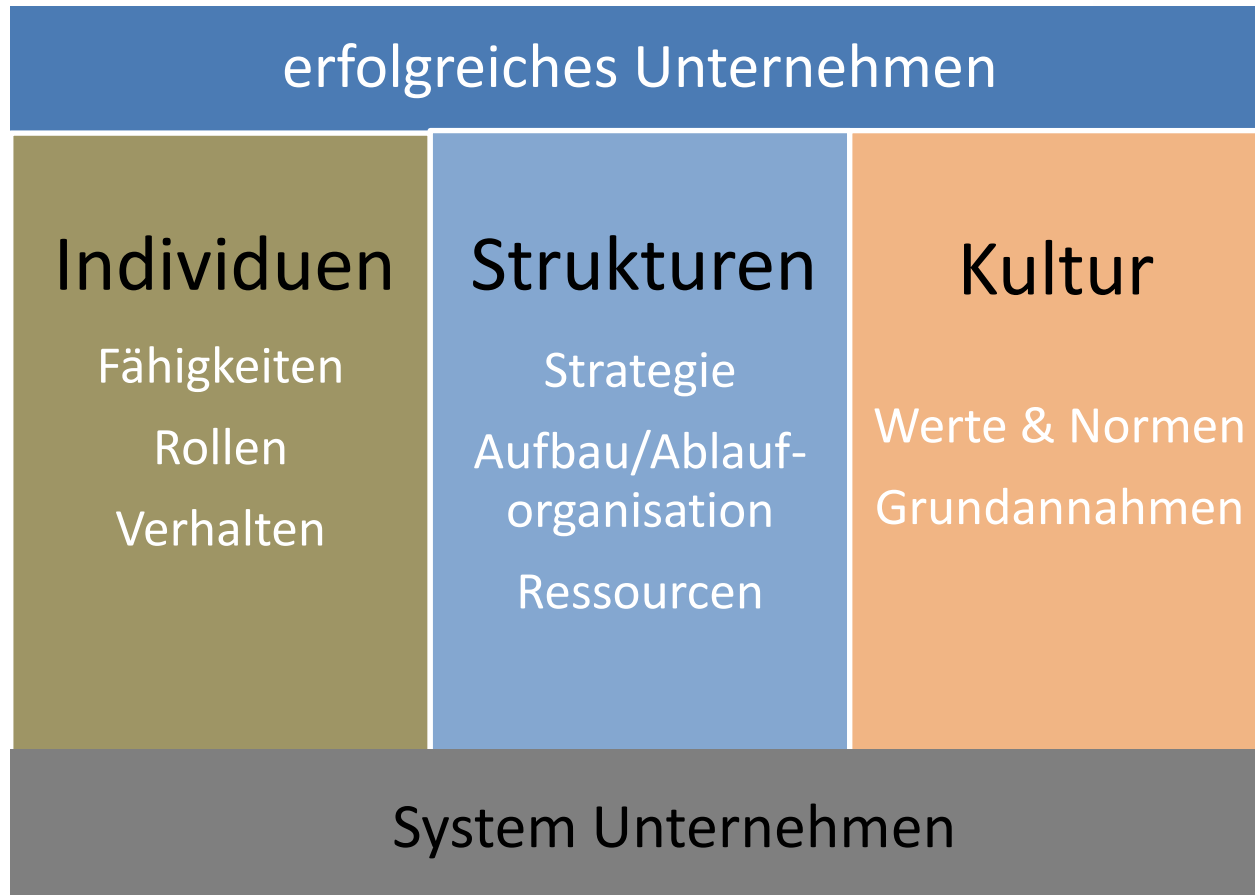 erfolgreiches Unternehmen
Individuen
Fähigkeiten
Rollen
Verhalten
Strukturen
Strategie
Aufbau/Ablauf-
organisation
Ressourcen
Kultur
Werte & Normen
Grundannahmen
System Unternehmen